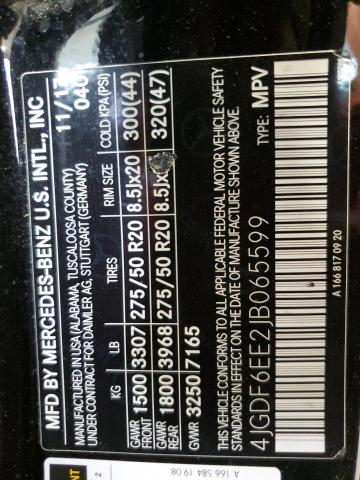 MFD BY MERCEDES-BENZ U.S. INTL., INC
MANUFACTURED IN USA (ALABAMA, TUSCALOOSA COUNTY)
UNDER CONTRACT FOR DAIMLER AG, STUTTGART (GERMANY)
11/17
040
KG LB TIRES RIM SIZE COLD KPA(PSI)
GAWR FRONT 1500 3307 275/50 R20 8.5Jx20 300(44)
GAWR REAR 1800 3968 275/50 R20 320(47)
GVWR 3250 7165
THIS VEHICLE CONFORMS TO ALL APPLICABLE FEDERAL MOTOR VEHICLE SAFETY
STANDARDS IN EFFECT ON THE DATE OF MANUFACTURE SHOWN ABOVE.
4JGDF6EE2JB065599 TYPE: MPV
A 166 817 09 20
A 166 584 19 08
2